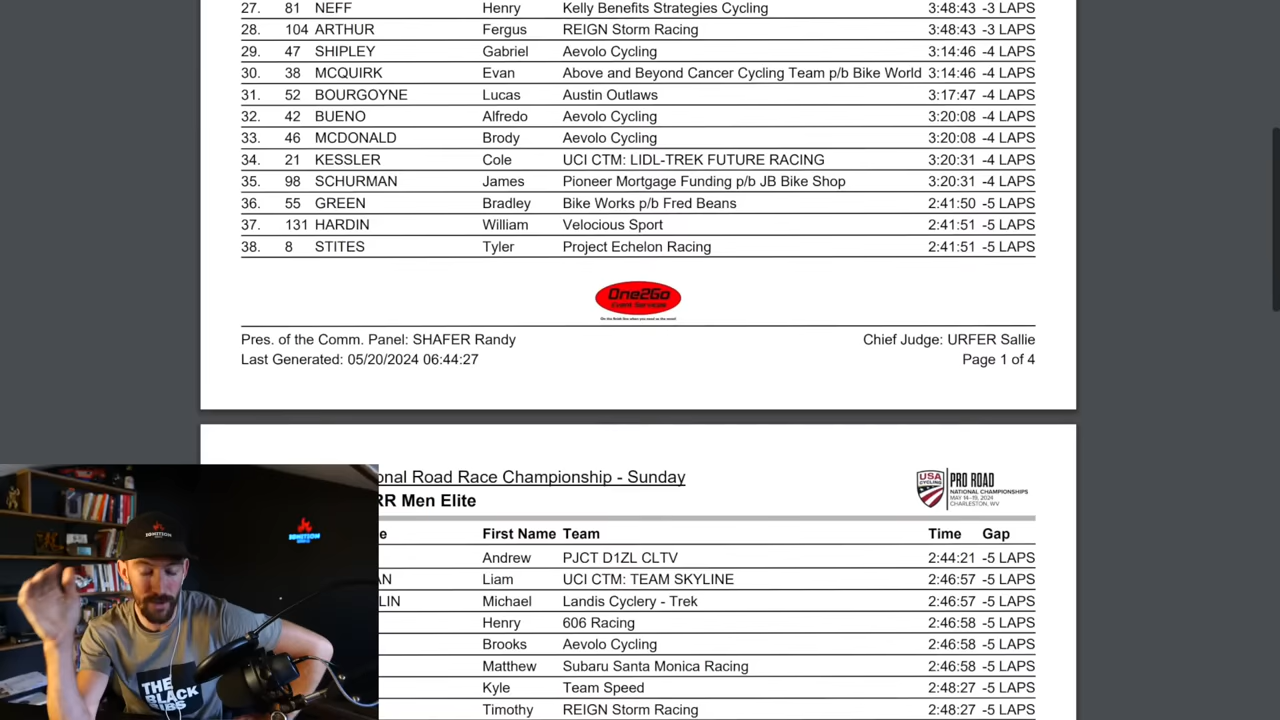 27. 81 NEFF Henry Kelly Benefits Strategies Cycling 3:48:43 -3 LAPS
28. 104 ARTHUR Fergus REIGN Storm Racing 3:48:43 -3 LAPS
29. 47 SHIPLEY Gabriel Aevolo Cycling 3:14:46 -4 LAPS
30. 38 MCQUIRK Evan Above and Beyond Cancer Cycling Team p/b Bike World 3:14:46 -4 LAPS
31. 52 BOURGOYNE Lucas Austin Outlaws 3:17:47 -4 LAPS
32. 42 BUENO Alfredo Aevolo Cycling 3:20:08 -4 LAPS
33. 46 MCDONALD Brody Aevolo Cycling 3:20:08 -4 LAPS
34. 21 KESSLER Cole UCI CTM: LIDL-TREK FUTURE RACING 3:20:31 -4 LAPS
35. 98 SCHURMAN James Pioneer Mortgage Funding p/b JB Bike Shop 3:20:31 -4 LAPS
36. 55 GREEN Bradley Bike Works p/b Fred Beans 2:41:50 -5 LAPS
37. 131 HARDIN William Velocious Sport 2:41:51 -5 LAPS
38. 8 STITES Tyler Project Echelon Racing 2:41:51 -5 LAPS
One2Go
Event Services
Pres. of the Comm. Panel: SHAFER Randy Chief Judge: URFER Sallie
Last Generated: 05/20/2024 06:44:27 Page 1 of 4
onal Road Race Championship - Sunday
RR Men Elite
USA CYCLING PRO ROAD
NATIONAL CHAMPIONSHIPS
MAY 14-19, 2024
CHARLESTON, WV
e First Name Team Time Gap
Andrew PJCT D1ZL CLTV 2:44:21 -5 LAPS
AN Liam UCI CTM: TEAM SKYLINE 2:46:57 -5 LAPS
LIN Michael Landis Cyclery - Trek 2:46:57 -5 LAPS
Henry 606 Racing 2:46:58 -5 LAPS
Brooks Aevolo Cycling 2:46:58 -5 LAPS
Matthew Subaru Santa Monica Racing 2:46:58 -5 LAPS
Kyle Team Speed 2:48:27 -5 LAPS
Timothy REIGN Storm Racing 2:48:27 -5 LAPS
IGNITION
IGNITION
THE
BLACK